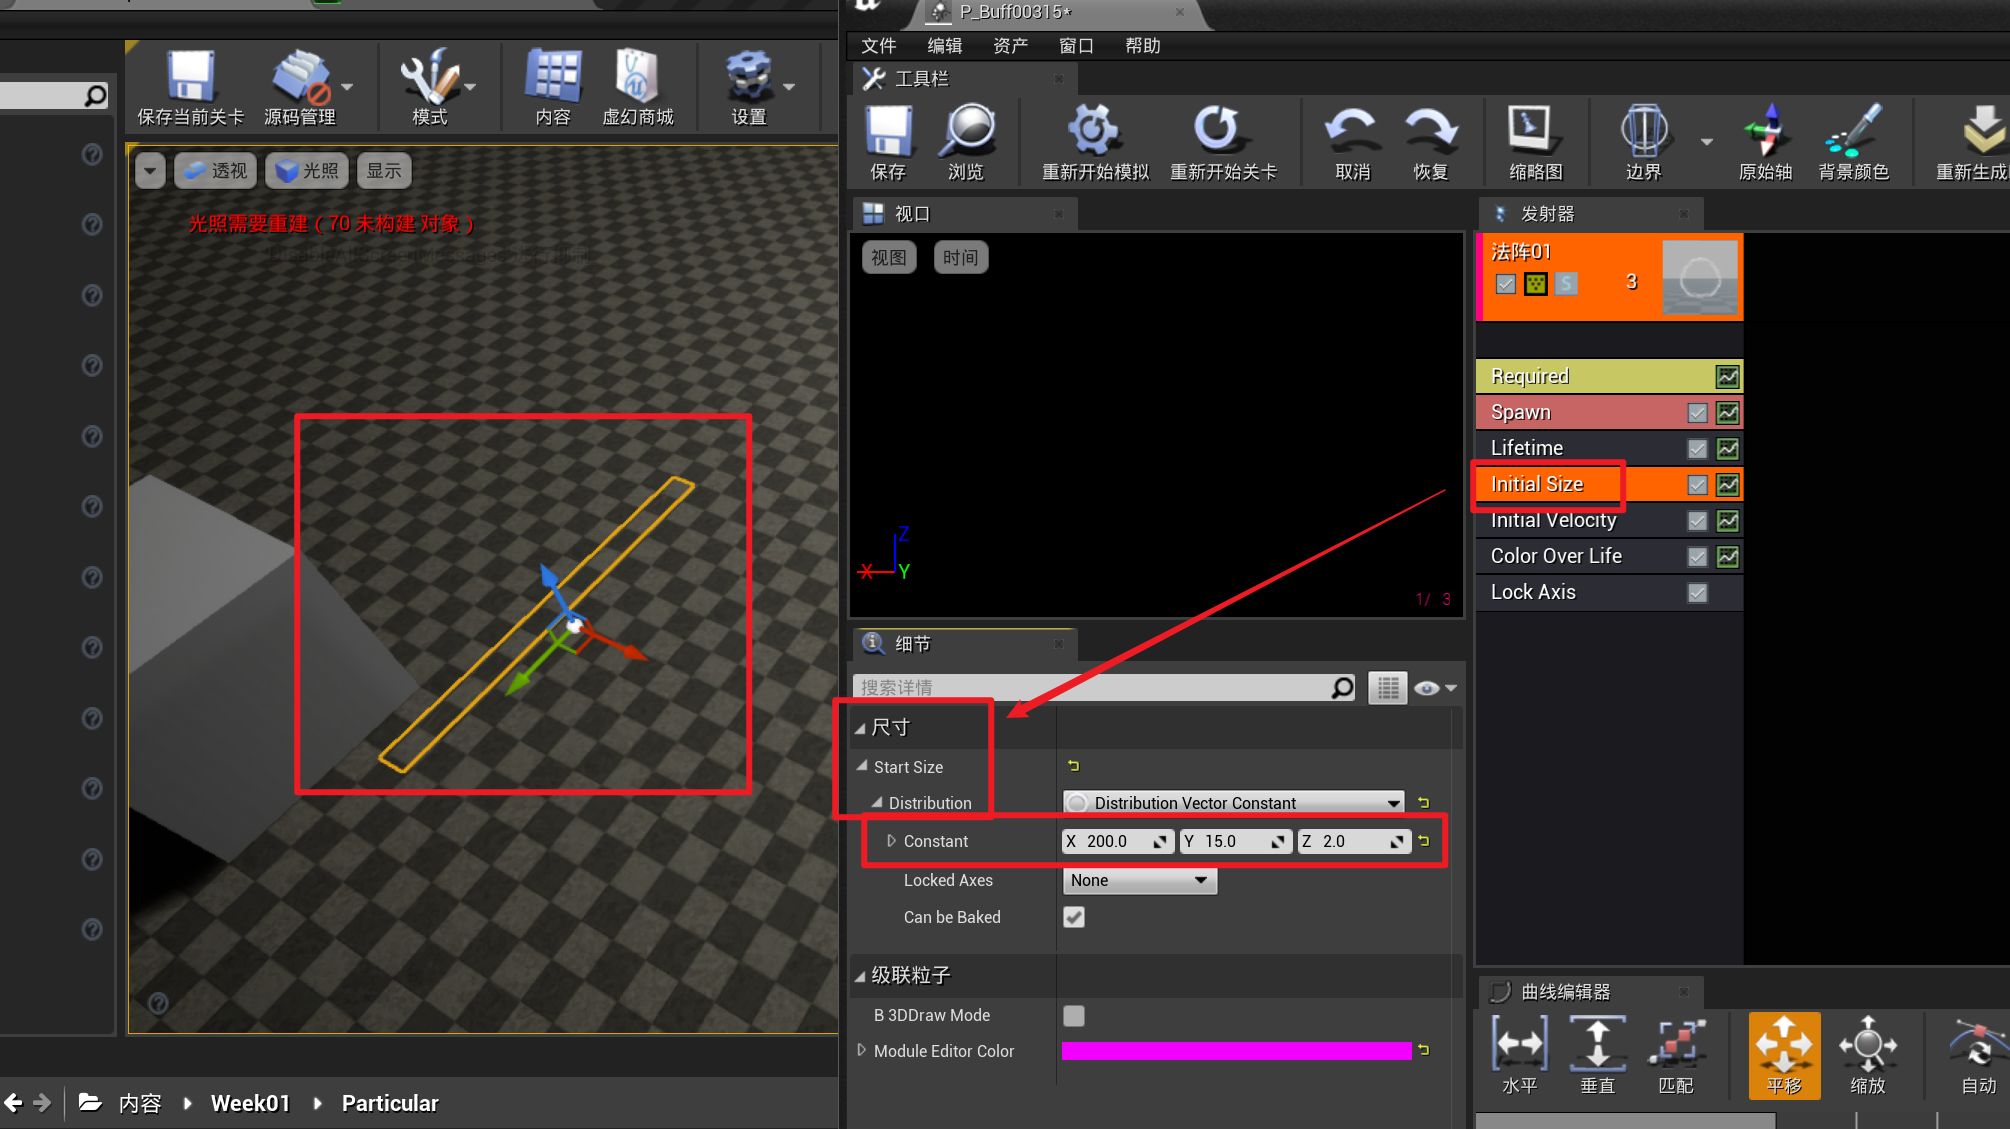 保存当前关卡
源码管理
模式
内容
虚幻商城
设置
透视
光照
显示
光照需要重建 ( 70 未构建 对象 )
内容
Week01
Particular
P_Buff00315*
文件 编辑 资产 窗口 帮助
工具栏
保存
浏览
重新开始模拟
重新开始关卡
取消
恢复
缩略图
边界
原始轴
背景颜色
重新生成
视口
视图
时间
Z
X
Y
1/ 3
细节
搜索详情
尺寸
Start Size
Distribution
Distribution Vector Constant
Constant
X 200.0
Y 15.0
Z 2.0
Locked Axes
None
Can be Baked
级联粒子
B 3DDraw Mode
Module Editor Color
发射器
法阵01
S
3
Required
Spawn
Lifetime
Initial Size
Initial Velocity
Color Over Life
Lock Axis
曲线编辑器
水平
垂直
匹配
平移
缩放
自动